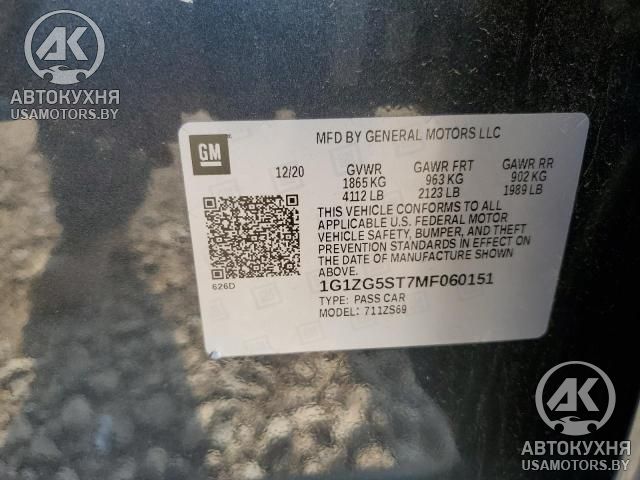 АК
АВТОКУХНЯ
USAMOTORS.BY
GM
MFD BY GENERAL MOTORS LLC
12/20 GVWR GAWR FRT GAWR RR
1865 KG 963 KG 902 KG
4112 LB 2123 LB 1989 LB
THIS VEHICLE CONFORMS TO ALL
APPLICABLE U.S. FEDERAL MOTOR
VEHICLE SAFETY, BUMPER, AND THEFT
PREVENTION STANDARDS IN EFFECT ON
THE DATE OF MANUFACTURE SHOWN
ABOVE.
626D
1G1ZG5ST7MF060151
TYPE: PASS CAR
MODEL: 711ZS69
АК
АВТОКУХНЯ
USAMOTORS.BY